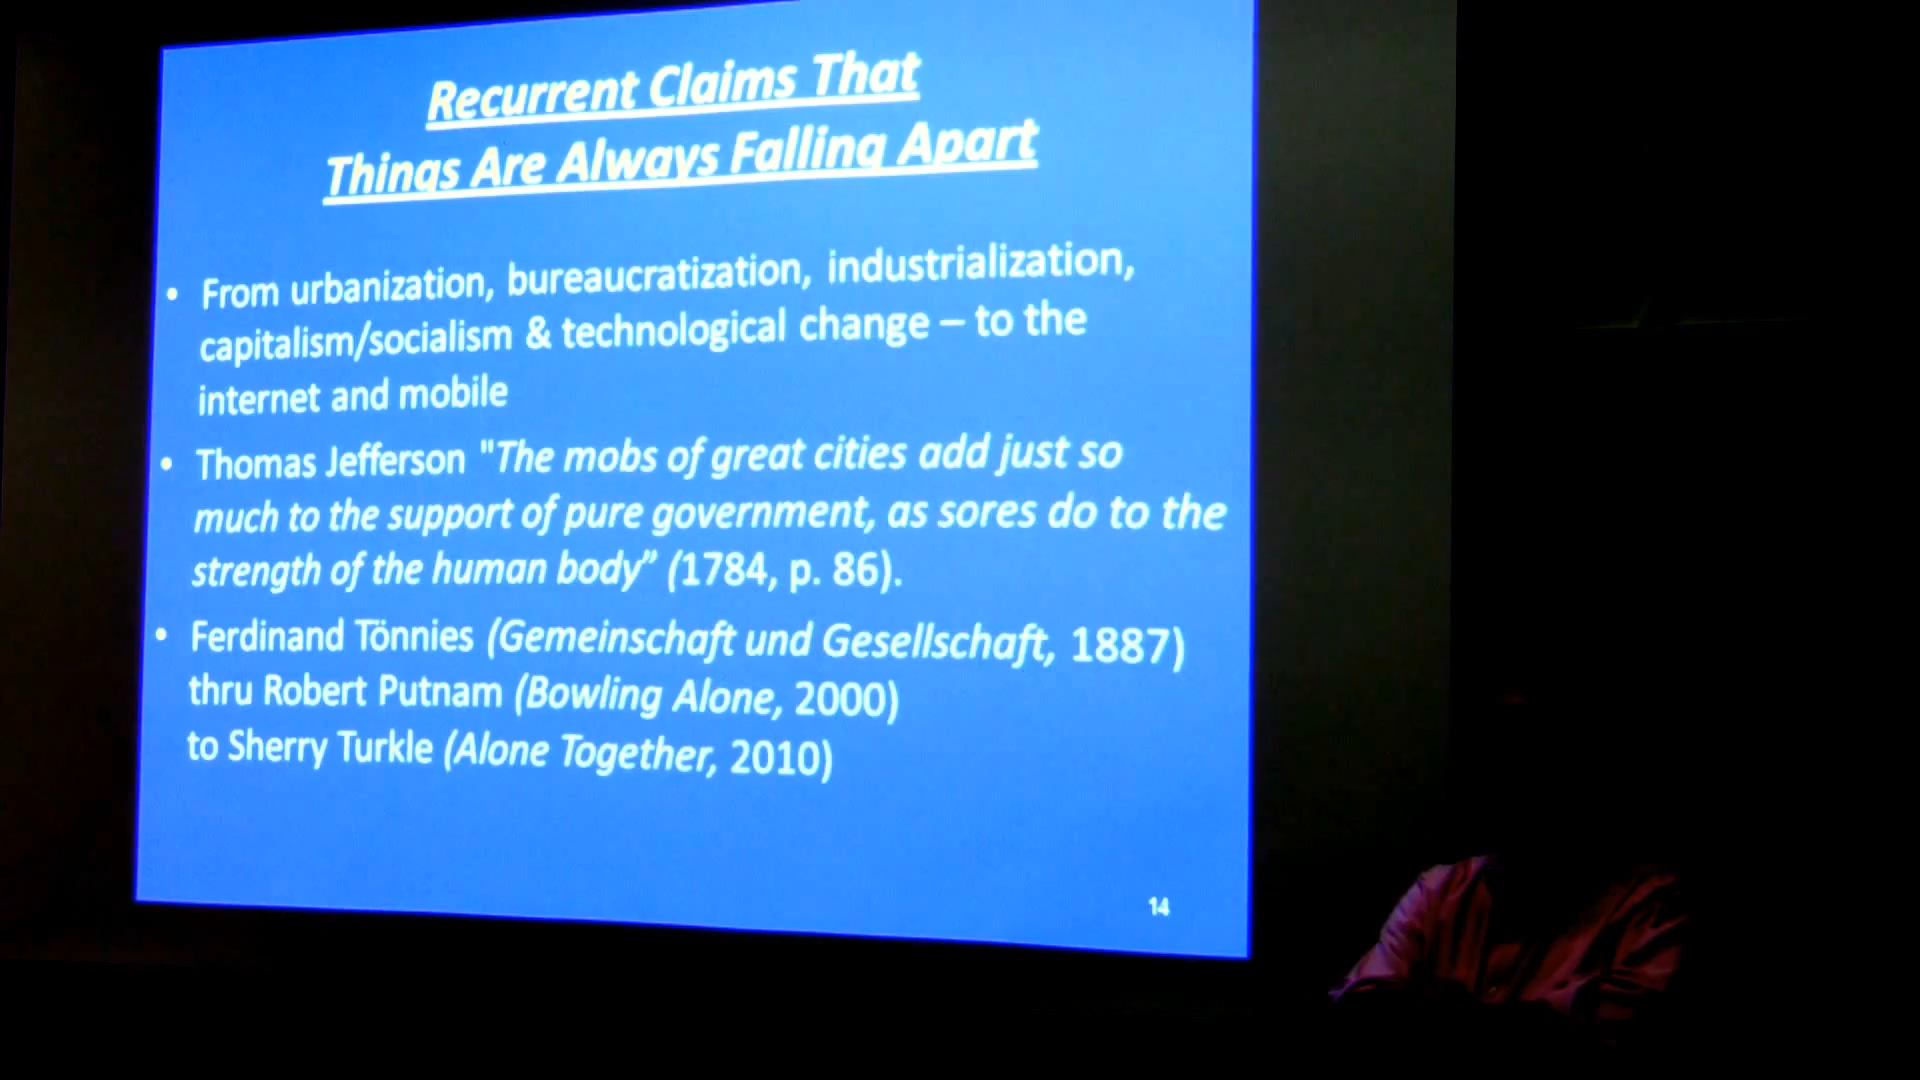 Recurrent Claims That
Things Are Always Falling Apart
• From urbanization, bureaucratization, industrialization,
capitalism/socialism & technological change – to the
internet and mobile
• Thomas Jefferson "The mobs of great cities add just so
much to the support of pure government, as sores do to the
strength of the human body” (1784, p. 86).
• Ferdinand Tönnies (Gemeinschaft und Gesellschaft, 1887)
thru Robert Putnam (Bowling Alone, 2000)
to Sherry Turkle (Alone Together, 2010)
14